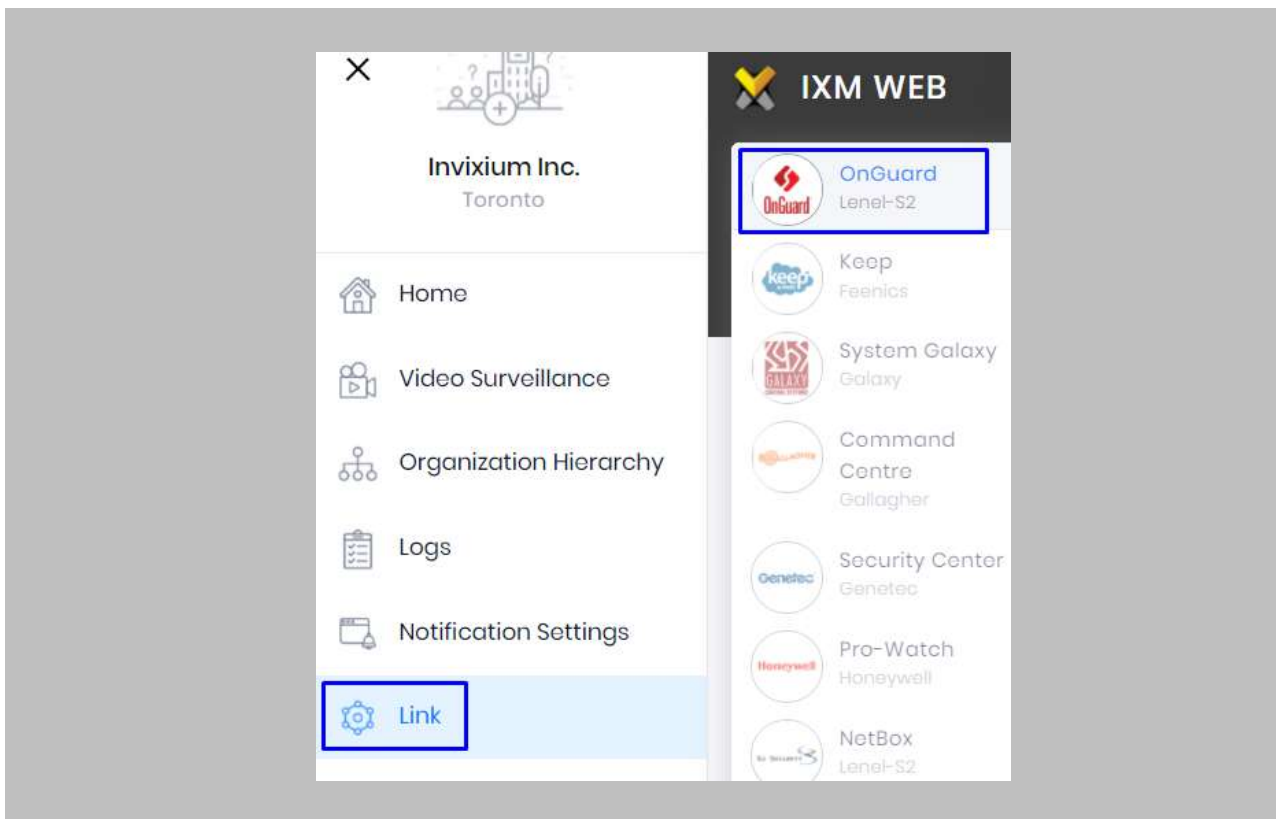 Invixium Inc.
Toronto
Home
Video Surveillance
Organization Hierarchy
Logs
Notification Settings
Link
IXM WEB
OnGuard
OnGuard
Lenel-S2
keep
Keep
Feenics
GALAXY
System Galaxy
Galaxy
Command
Centre
Gallagher
Genetec
Security Center
Genetec
Honeywell
Pro-Watch
Honeywell
NetBox
Lenel-S2